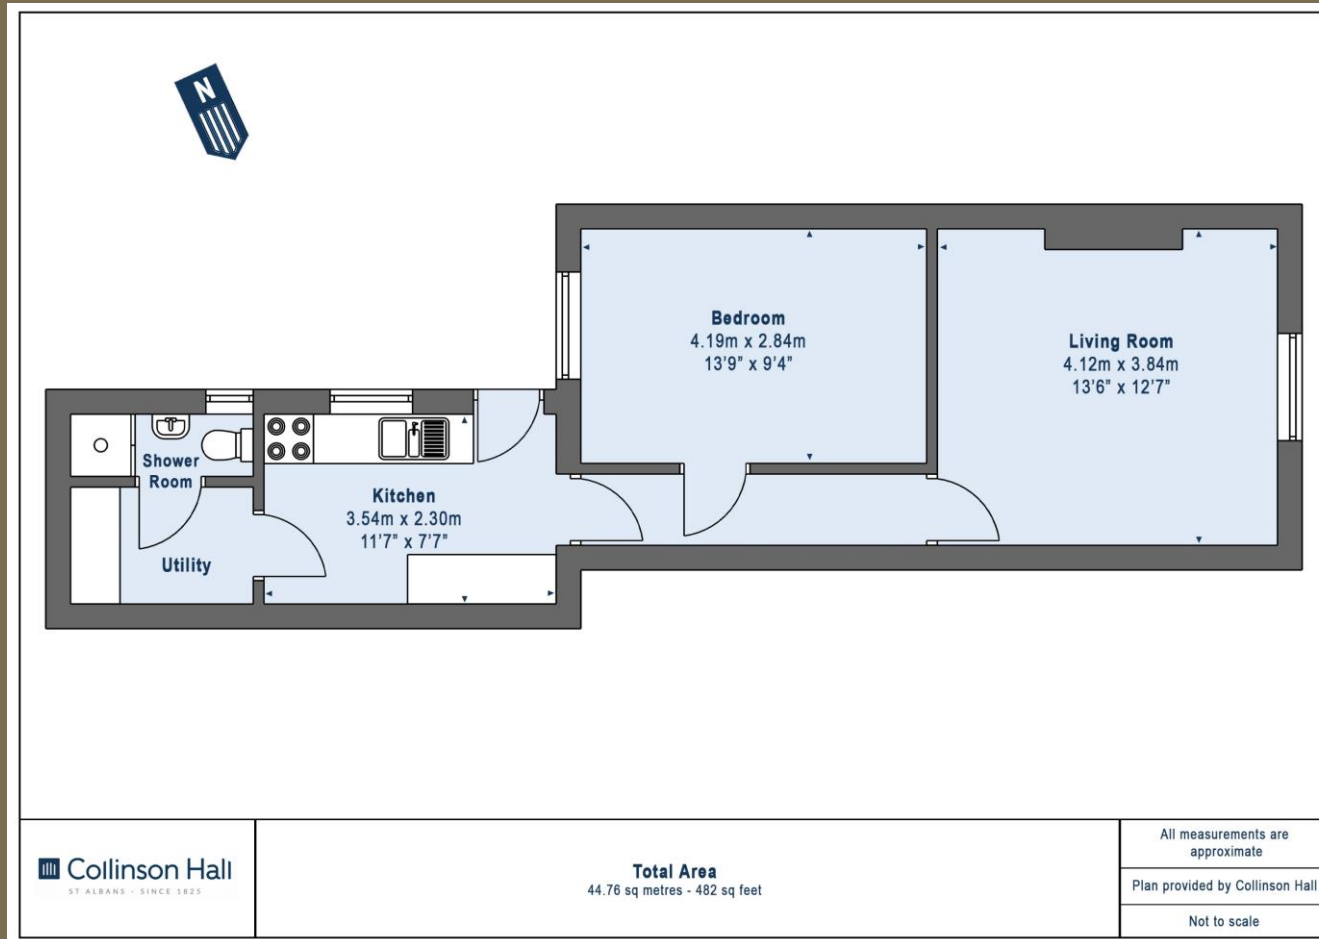 N
Bedroom
4.19m x 2.84m
13'9" x 9'4"
Living Room
4.12m x 3.84m
13'6" x 12'7"
Shower
Room
Kitchen
3.54m x 2.30m
11'7" x 7'7"
Utility
Collinson Hall
ST ALBANS - SINCE 1825
Total Area
44.76 sq metres - 482 sq feet
All measurements are
approximate
Plan provided by Collinson Hall
Not to scale